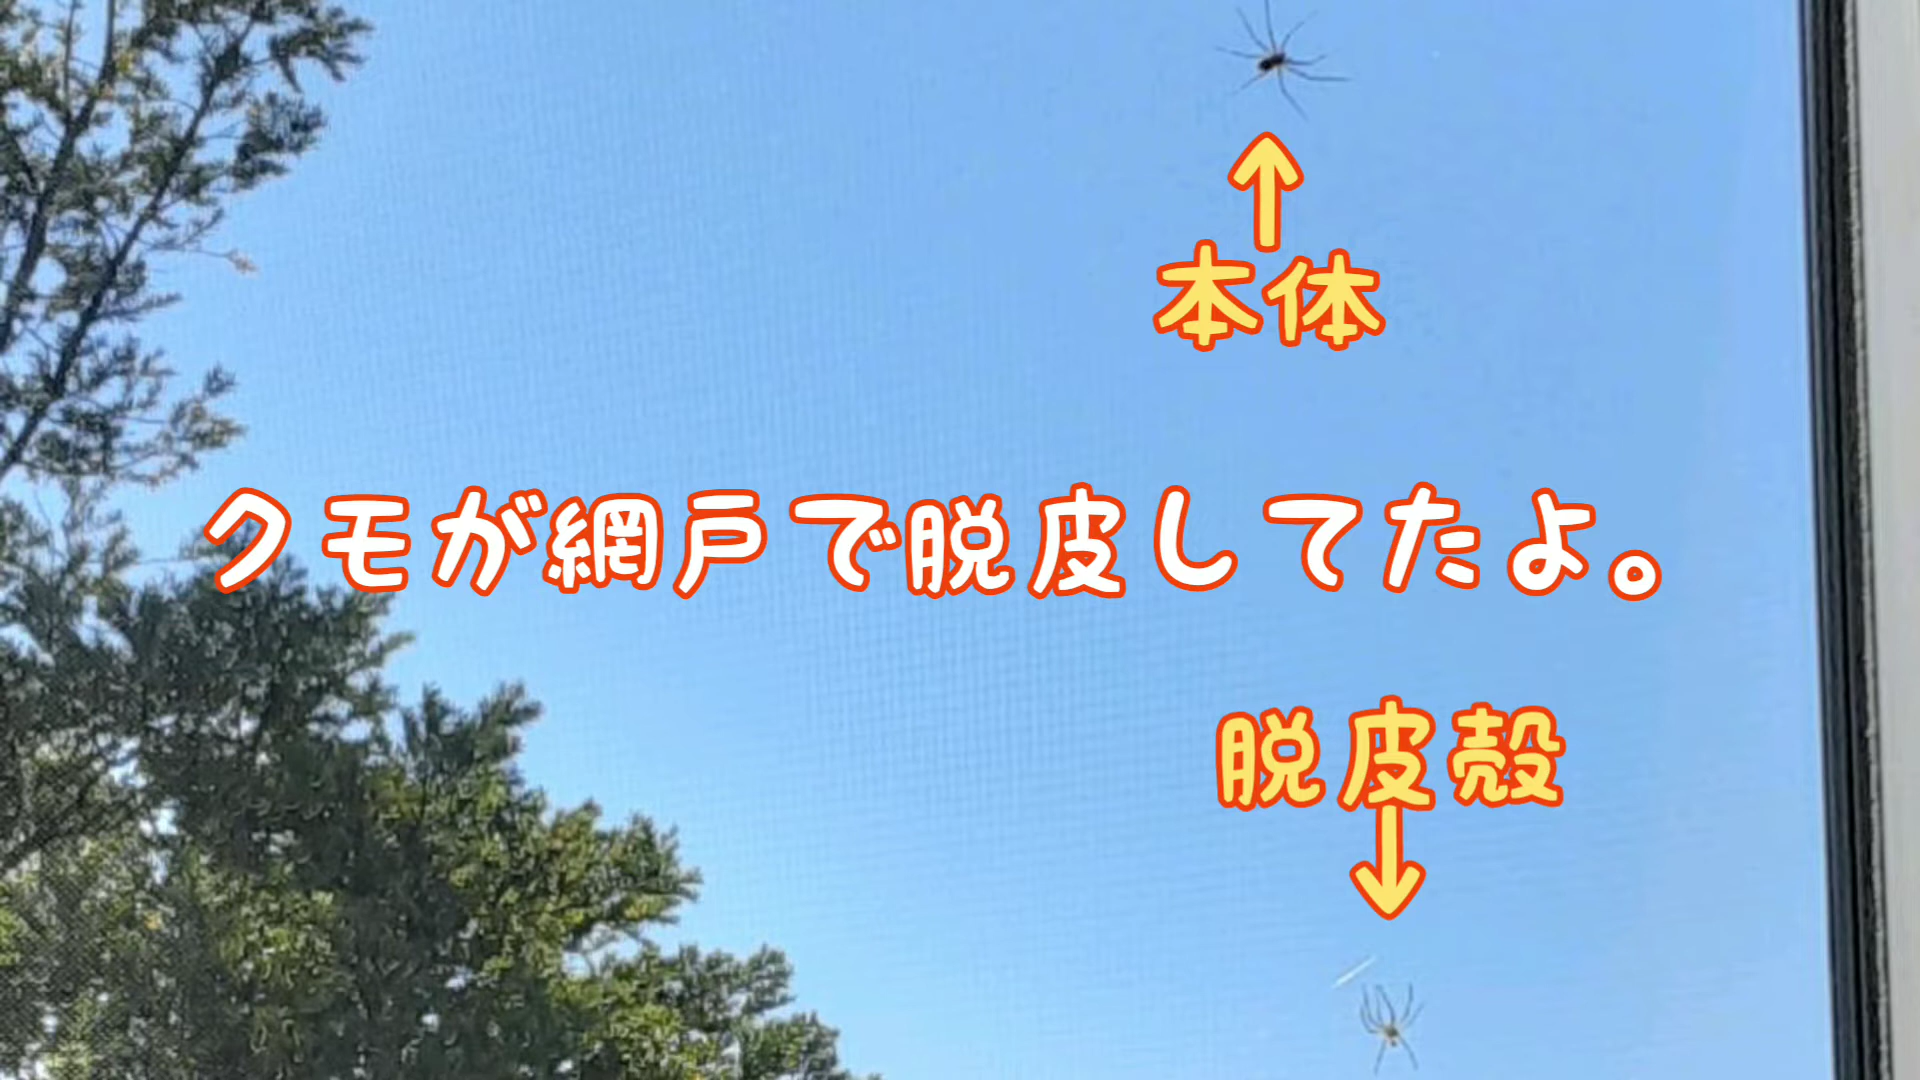 ↑
本体
クモが網戸で脱皮してたよ。
脱皮殻
↓